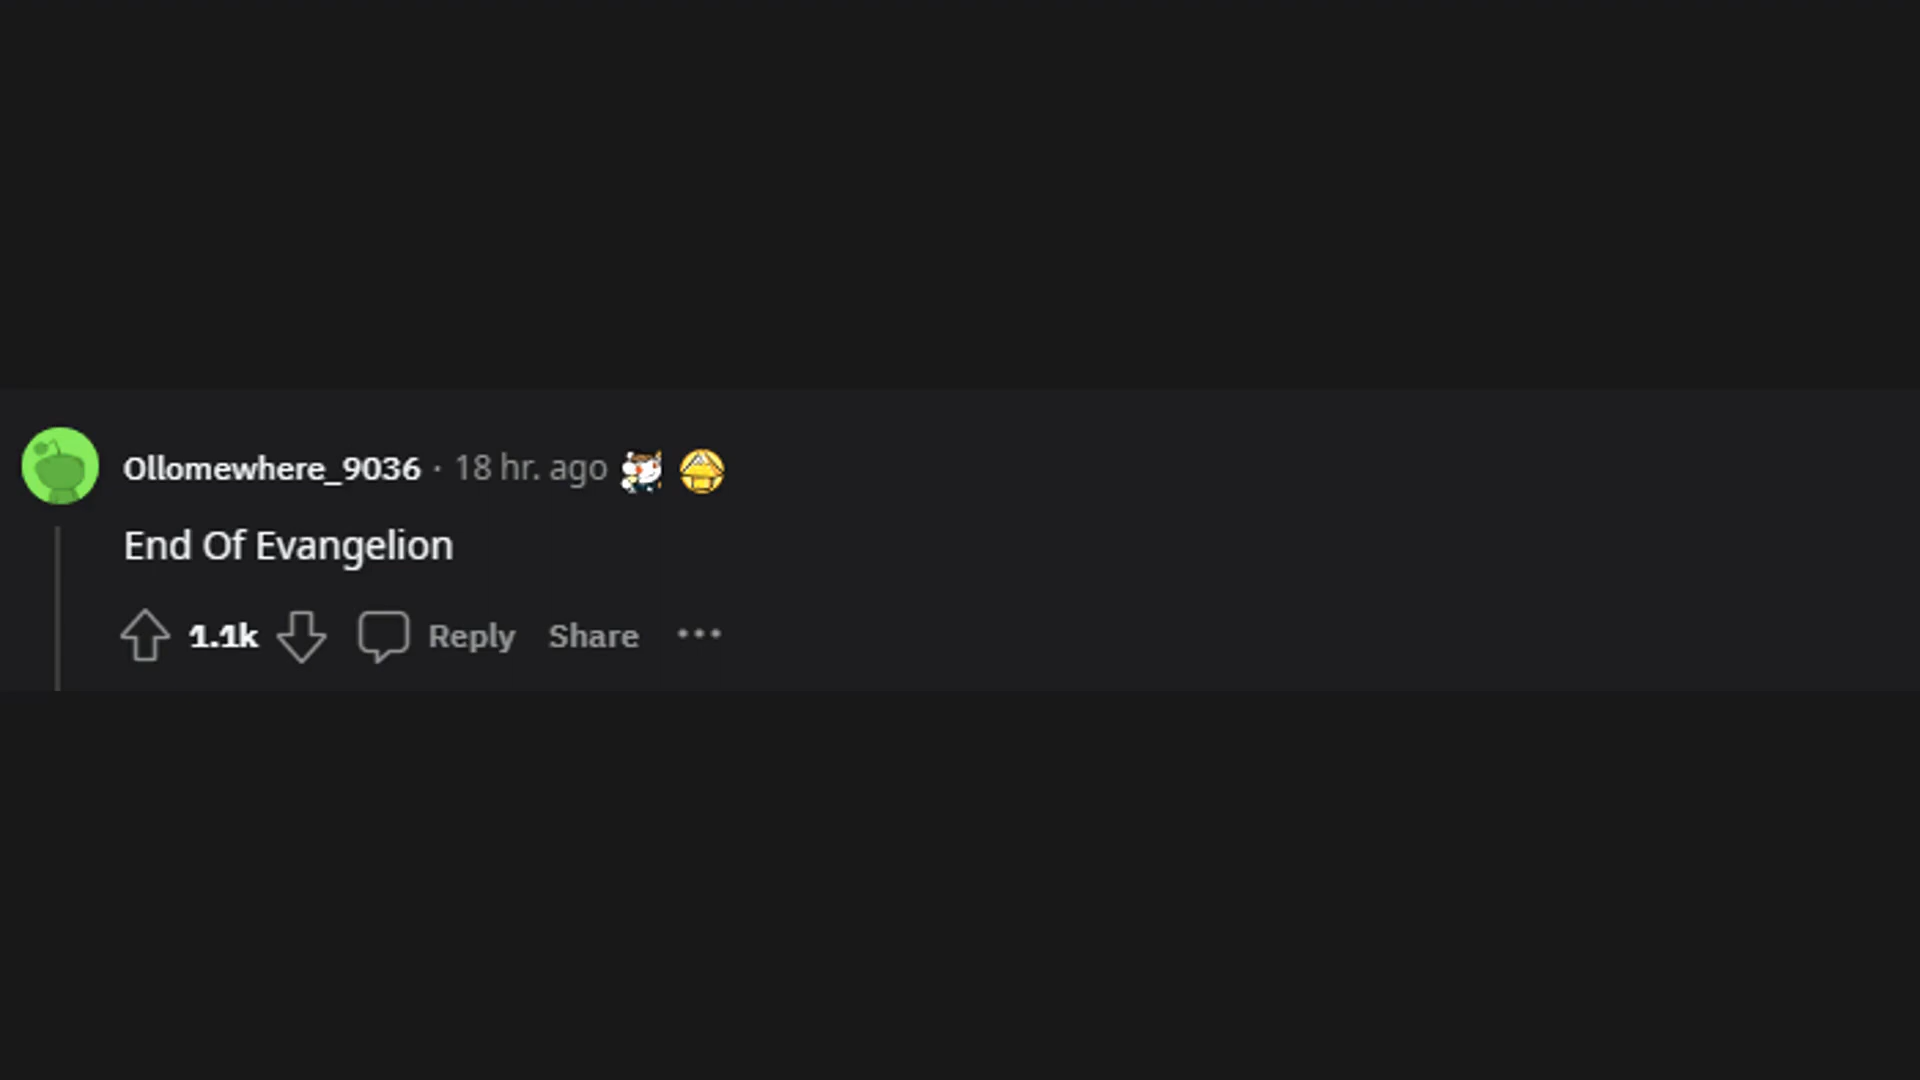 Ollomewhere_9036 · 18 hr. ago
End Of Evangelion
1.1k Reply Share •••